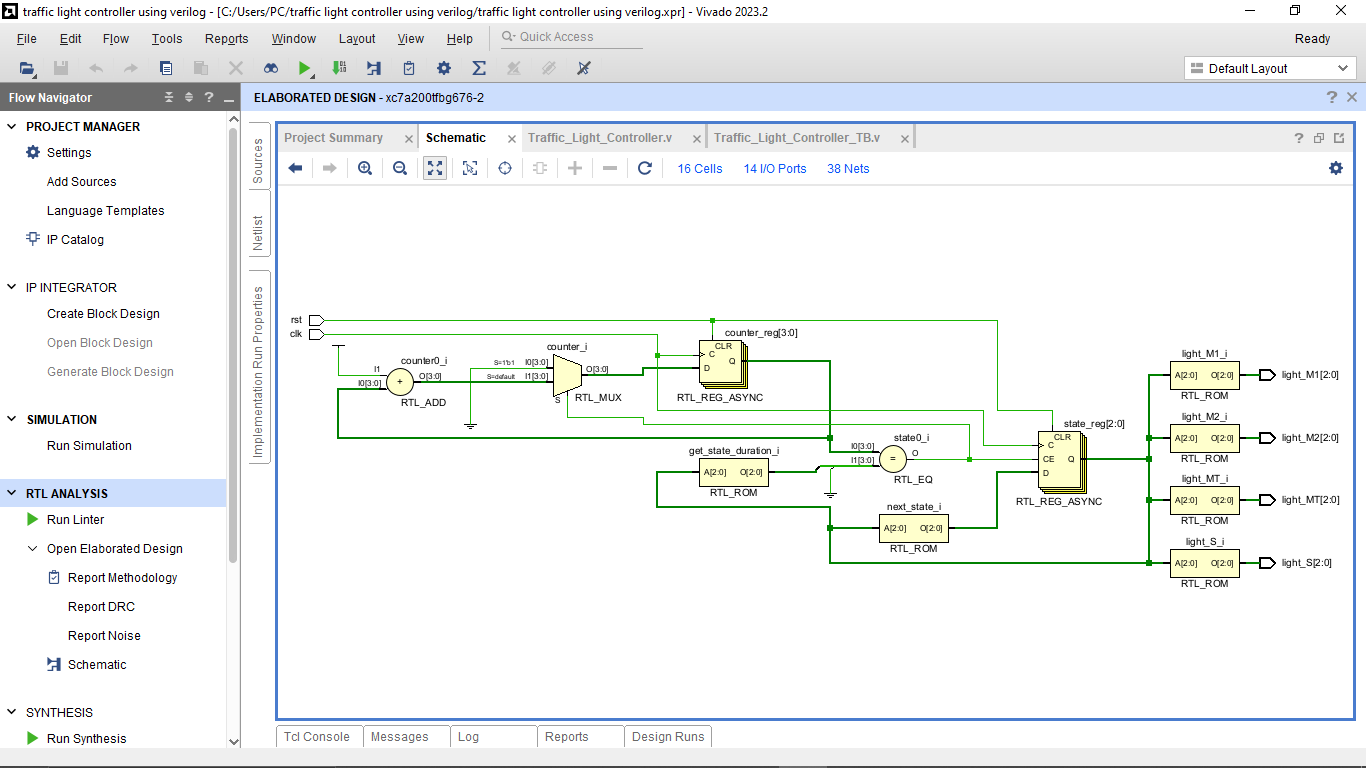 traffic light controller using verilog - [C:/Users/PC/traffic light controller using verilog/traffic light controller using verilog.xpr] - Vivado 2023.2
File Edit Flow Tools Reports Window Layout View Help Quick Access Ready
Default Layout
Flow Navigator
ELABORATED DESIGN - xc7a200tfbg676-2
PROJECT MANAGER
Settings
Add Sources
Language Templates
IP Catalog
IP INTEGRATOR
Create Block Design
Open Block Design
Generate Block Design
SIMULATION
Run Simulation
RTL ANALYSIS
Run Linter
Open Elaborated Design
Report Methodology
Report DRC
Report Noise
Schematic
SYNTHESIS
Run Synthesis
Sources
Netlist
Implementation Run Properties
Project Summary Schematic Traffic_Light_Controller.v Traffic_Light_Controller_TB.v
16 Cells 14 I/O Ports 38 Nets
rst
clk
counter0_i
I1
I0[3:0]
+
O[3:0]
RTL_ADD
counter_i
S=1'b1 I0[3:0]
S=default I1[3:0]
O[3:0]
S
RTL_MUX
counter_reg[3:0]
CLR
C
Q
D
RTL_REG_ASYNC
get_state_duration_i
A[2:0] O[2:0]
RTL_ROM
state0_i
I0[3:0]
I1[3:0]
=
O
RTL_EQ
next_state_i
A[2:0] O[2:0]
RTL_ROM
state_reg[2:0]
CLR
C
CE Q
D
RTL_REG_ASYNC
light_M1_i
A[2:0] O[2:0] light_M1[2:0]
RTL_ROM
light_M2_i
A[2:0] O[2:0] light_M2[2:0]
RTL_ROM
light_MT_i
A[2:0] O[2:0] light_MT[2:0]
RTL_ROM
light_S_i
A[2:0] O[2:0] light_S[2:0]
RTL_ROM
Tcl Console Messages Log Reports Design Runs